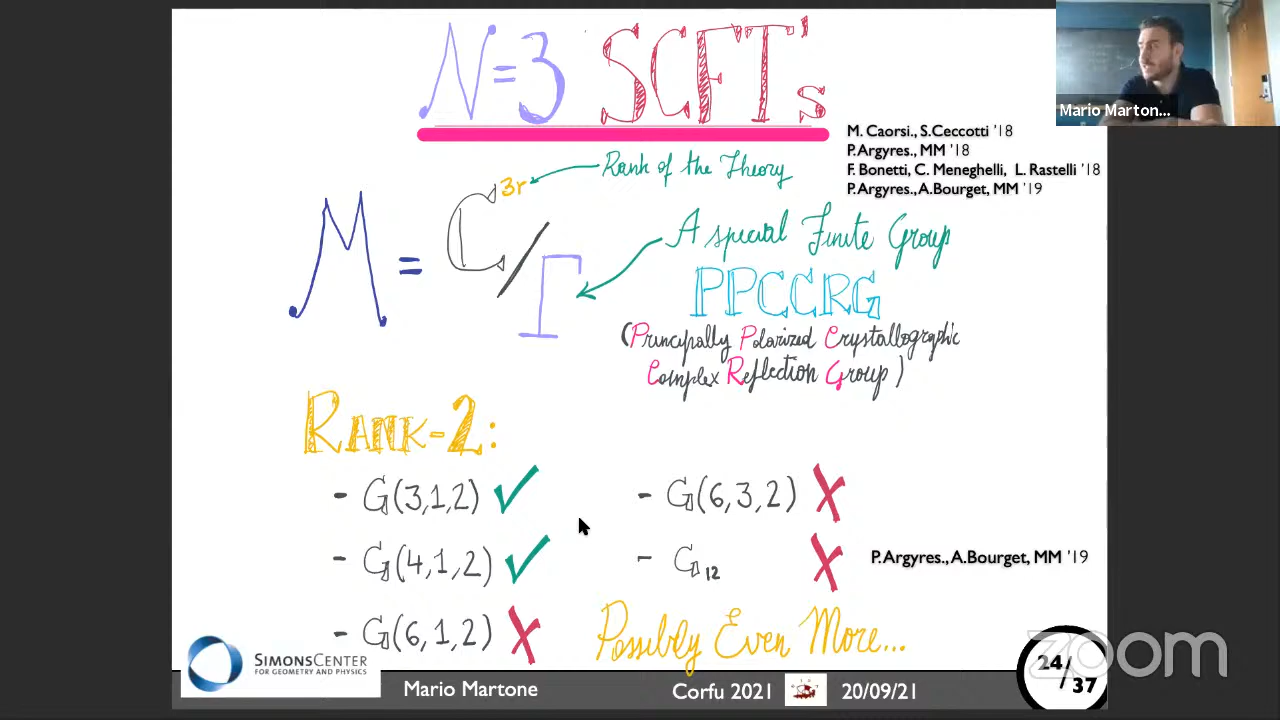 N=3 SCFT's
Mario Marton...
M. Caorsi., S.Ceccotti '18
P.Argyres., MM '18
F. Bonetti, C. Meneghelli, L. Rastelli '18
P.Argyres., A.Bourget, MM '19
Rank of the Theory
M = C^3r / Γ
A special Finite Group
PPCCRG
(Principally Polarized Crystallographic
Complex Reflection Group)
RANK-2:
- G(3,1,2) ✓
- G(6,3,2) ✗
- G(4,1,2) ✓
- G12 ✗
P.Argyres., A.Bourget, MM '19
- G(6,1,2) ✗
Possibly Even More...
SIMONS CENTER
FOR GEOMETRY AND PHYSICS
Mario Martone
Corfu 2021
20/09/21
24/37
zoom